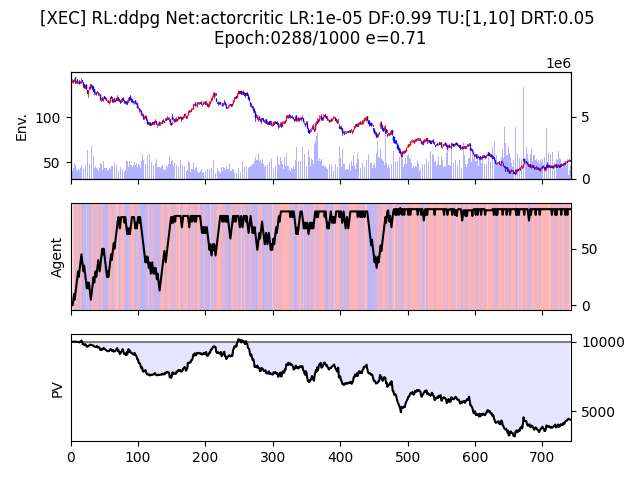 [XEC] RL:ddpg Net:actorcritic LR:1e-05 DF:0.99 TU:[1,10] DRT:0.05
Epoch:0288/1000 e=0.71
1e6
Env.
100
50
5
0
Agent
50
0
PV
10000
5000
0 100 200 300 400 500 600 700